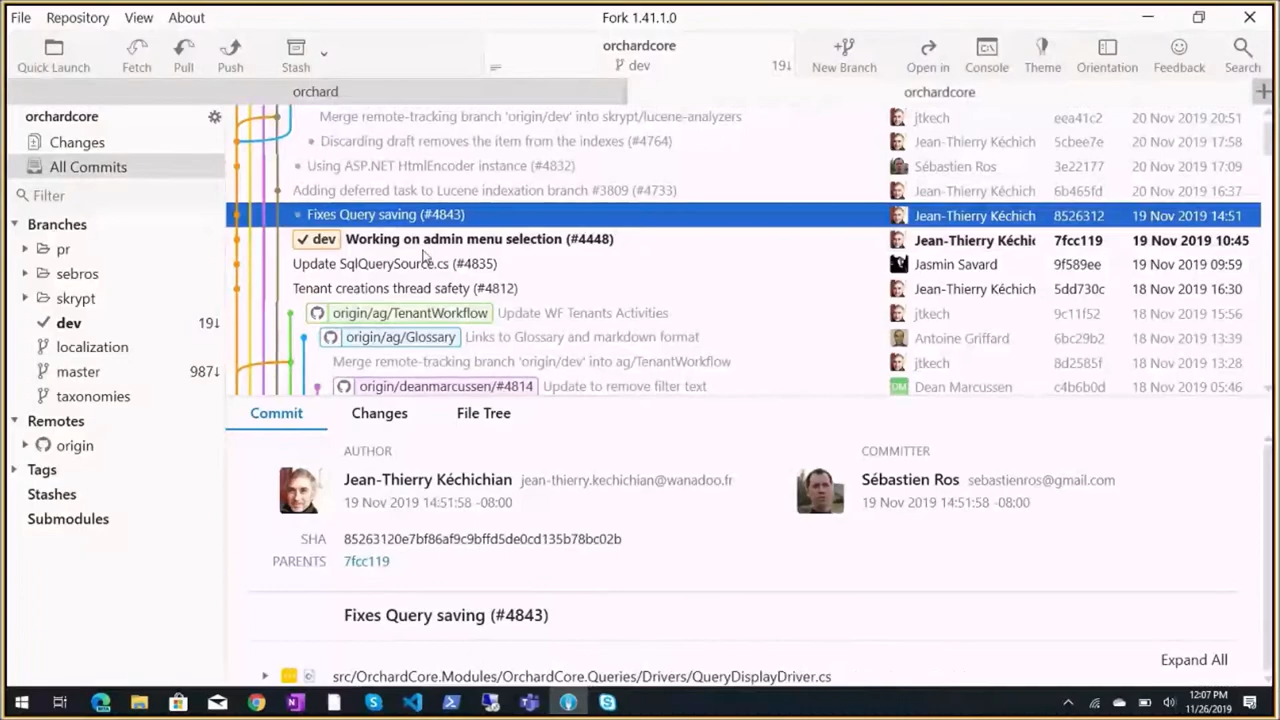 File Repository View About Fork 1.41.1.0
Quick Launch Fetch Pull Push Stash orchardcore dev 19↓ New Branch Open in Console Theme Orientation Feedback Search
orchard orchardcore
orchardcore
Changes
All Commits
Filter
Branches
pr
sebros
skrypt
dev 19↓
localization
master 987↓
taxonomies
Remotes
origin
Tags
Stashes
Submodules
Merge remote-tracking branch 'origin/dev' into skrypt/lucene-analyzers jtkech eea41c2 20 Nov 2019 20:51
Discarding draft removes the item from the indexes (#4764) Jean-Thierry Kéchich 5cbee7e 20 Nov 2019 17:58
Using ASP.NET HtmlEncoder instance (#4832) Sébastien Ros 3e22177 20 Nov 2019 17:09
Adding deferred task to Lucene indexation branch #3809 (#4733) Jean-Thierry Kéchich 6b465fd 20 Nov 2019 16:37
Fixes Query saving (#4843) Jean-Thierry Kéchich 8526312 19 Nov 2019 14:51
dev Working on admin menu selection (#4448) Jean-Thierry Kéchic 7fcc119 19 Nov 2019 10:45
Update SqlQuerySource.cs (#4835) Jasmin Savard 9f589ee 19 Nov 2019 09:59
Tenant creations thread safety (#4812) Jean-Thierry Kéchich 5dd730c 18 Nov 2019 16:30
origin/ag/TenantWorkflow Update WF Tenants Activities jtkech 9c11f52 18 Nov 2019 15:56
origin/ag/Glossary Links to Glossary and markdown format Antoine Griffard 6bc29b2 18 Nov 2019 13:39
Merge remote-tracking branch 'origin/dev' into ag/TenantWorkflow jtkech 8d2585f 18 Nov 2019 13:22
origin/deanmarcussen/#4814 Update to remove filter text DM Dean Marcussen c4b6b0d 18 Nov 2019 05:46
Commit Changes File Tree
AUTHOR
Jean-Thierry Kéchichian jean-thierry.kechichian@wanadoo.fr
19 Nov 2019 14:51:58 -08:00
COMMITTER
Sébastien Ros sebastienros@gmail.com
19 Nov 2019 14:51:58 -08:00
SHA 85263120e7bf86af9c9bffd5de0cd135b78bc02b
PARENTS 7fcc119
Fixes Query saving (#4843)
Expand All
src/OrchardCore.Modules/OrchardCore.Queries/Drivers/QueryDisplayDriver.cs
12:07 PM
11/26/2019